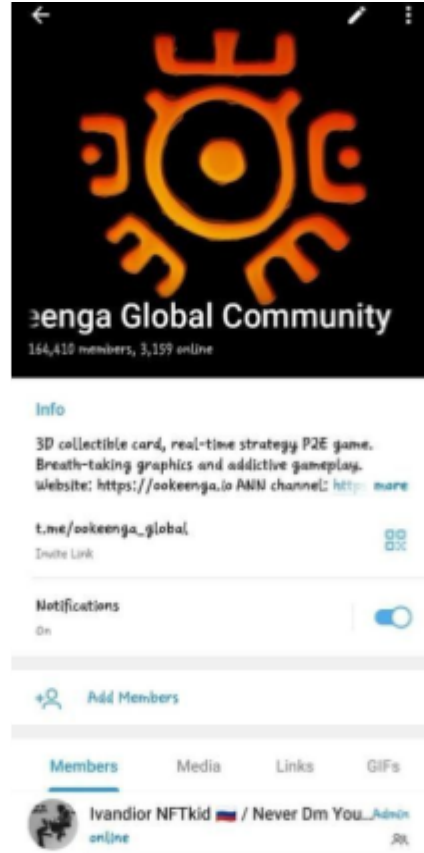 eenga Global Community
164,410 members, 3,159 online
Info
3D collectible card, real-time strategy P2E game.
Breath-taking graphics and addictive gameplay.
Website: https://ookeenga.io ANN channel: http more
t.me/ookeenga_global
Invite Link
Notifications
On
Add Members
Members Media Links GIFs
Ivandior NFTkid 🇷🇺 / Never Dm You... Admin
online